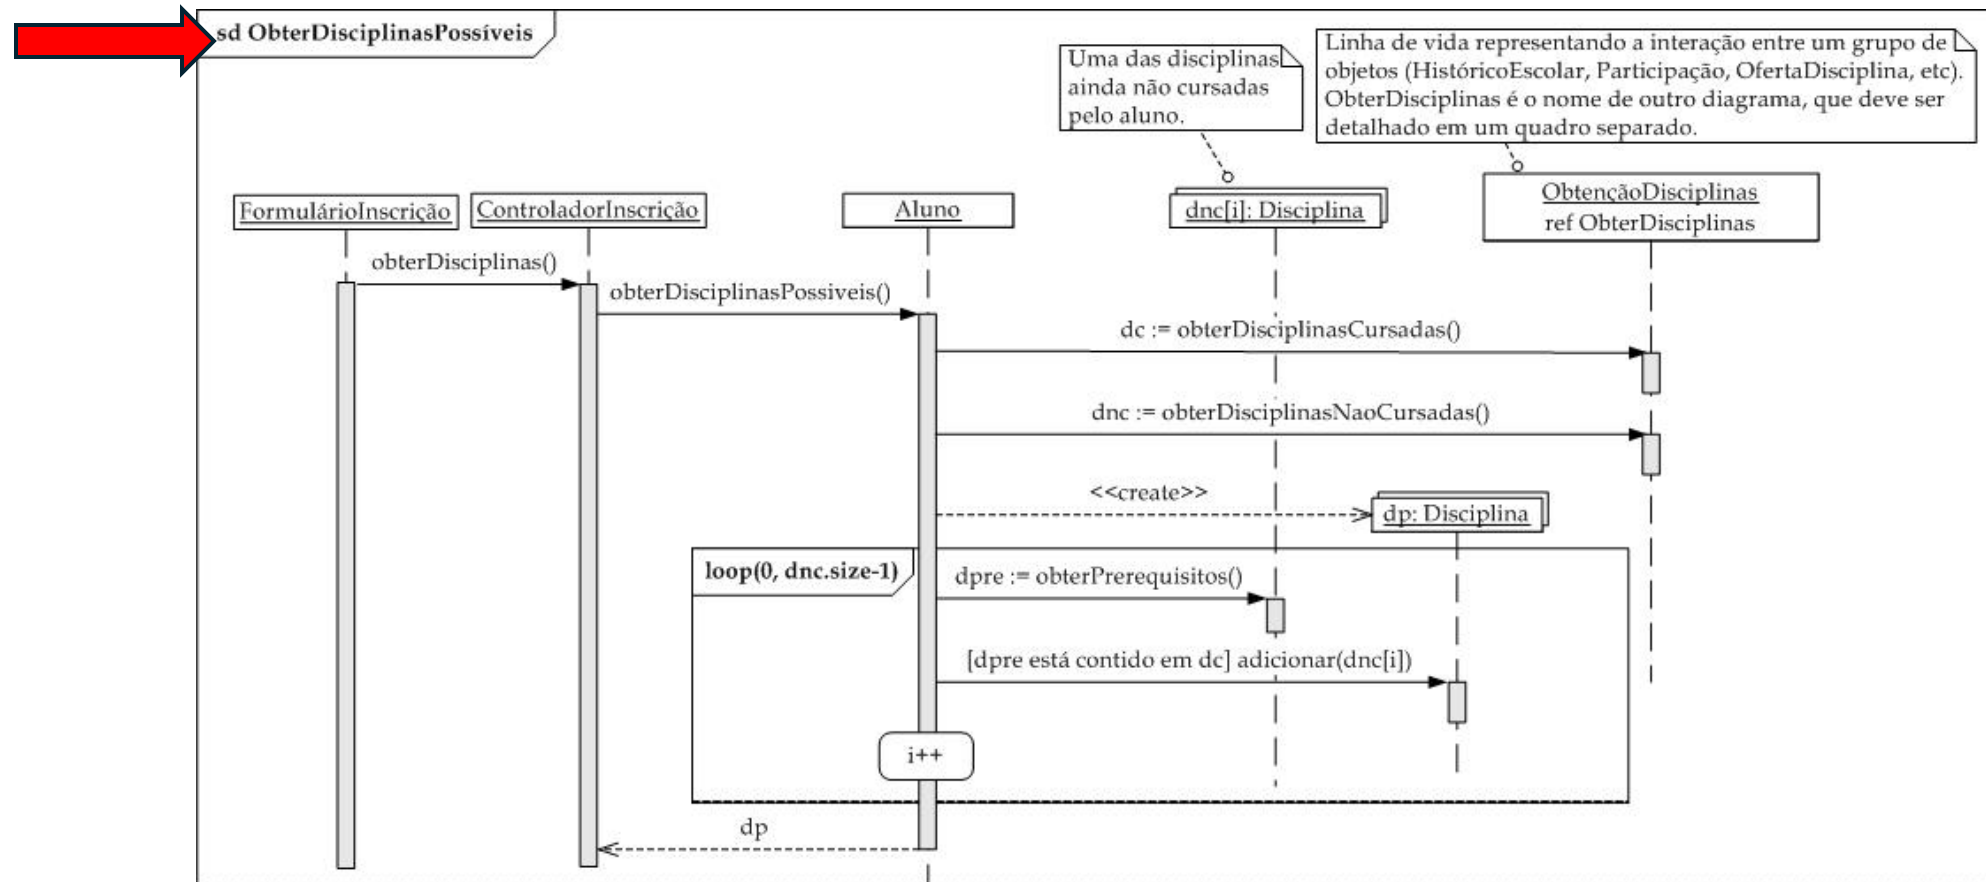 sd ObterDisciplinasPossíveis
Uma das disciplinas
ainda não cursadas
pelo aluno.
Linha de vida representando a interação entre um grupo de
objetos (HistóricoEscolar, Participação, OfertaDisciplina, etc).
ObterDisciplinas é o nome de outro diagrama, que deve ser
detalhado em um quadro separado.
FormulárioInscrição
ControladorInscrição
Aluno
dnc[i]: Disciplina
ObtençãoDisciplinas
ref ObterDisciplinas
obterDisciplinas()
obterDisciplinasPossiveis()
dc := obterDisciplinasCursadas()
dnc := obterDisciplinasNaoCursadas()
<<create>>
dp: Disciplina
loop(0, dnc.size-1)
dpre := obterPrerequisitos()
[dpre está contido em dc] adicionar(dnc[i])
i++
dp